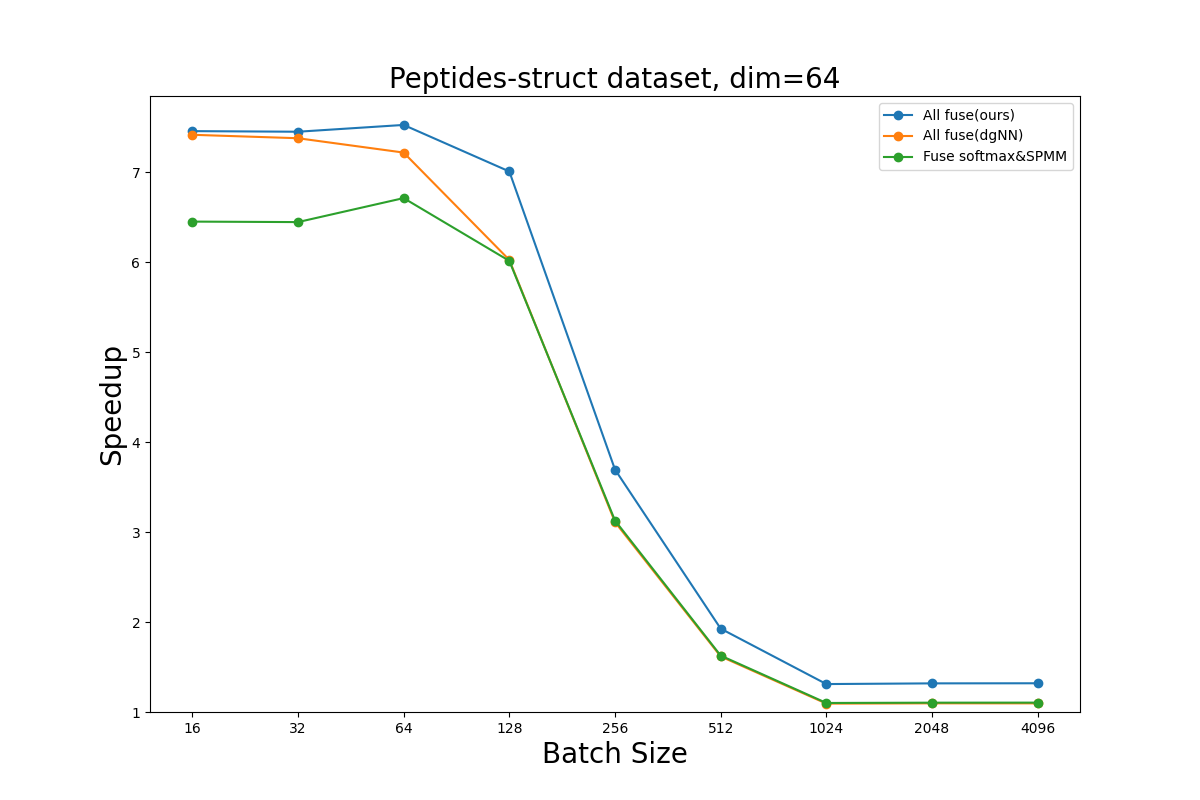 Peptides-struct dataset, dim=64
All fuse(ours)
All fuse(dgNN)
Fuse softmax&SPMM
Speedup
7
6
5
4
3
2
1
16 32 64 128 256 512 1024 2048 4096
Batch Size